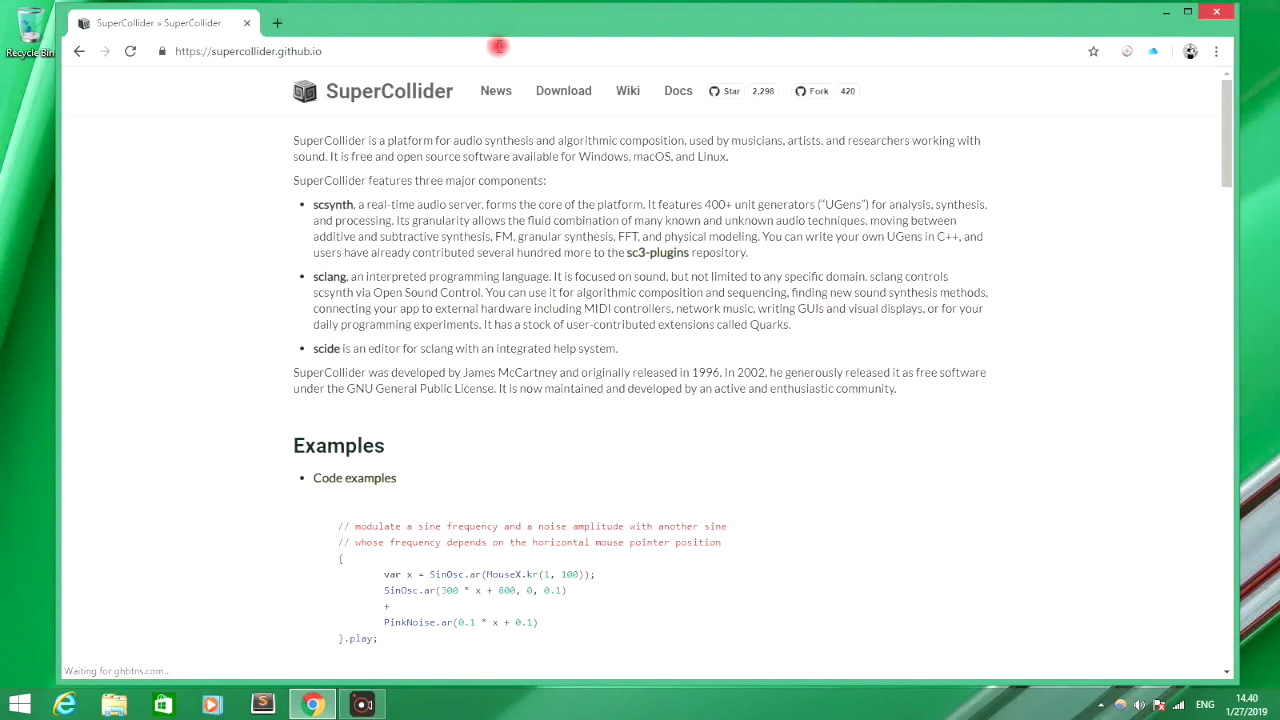 Recycle Bin
SuperCollider » SuperCollider
https://supercollider.github.io
SuperCollider News Download Wiki Docs Star 2,298 Fork 420
SuperCollider is a platform for audio synthesis and algorithmic composition, used by musicians, artists, and researchers working with
sound. It is free and open source software available for Windows, macOS, and Linux.
SuperCollider features three major components:
• scsynth, a real-time audio server, forms the core of the platform. It features 400+ unit generators (“UGens”) for analysis, synthesis,
and processing. Its granularity allows the fluid combination of many known and unknown audio techniques, moving between
additive and subtractive synthesis, FM, granular synthesis, FFT, and physical modeling. You can write your own UGens in C++, and
users have already contributed several hundred more to the sc3-plugins repository.
• sclang, an interpreted programming language. It is focused on sound, but not limited to any specific domain. sclang controls
scsynth via Open Sound Control. You can use it for algorithmic composition and sequencing, finding new sound synthesis methods,
connecting your app to external hardware including MIDI controllers, network music, writing GUIs and visual displays, or for your
daily programming experiments. It has a stock of user-contributed extensions called Quarks.
• scide is an editor for sclang with an integrated help system.
SuperCollider was developed by James McCartney and originally released in 1996. In 2002, he generously released it as free software
under the GNU General Public License. It is now maintained and developed by an active and enthusiastic community.
Examples
• Code examples
// modulate a sine frequency and a noise amplitude with another sine
// whose frequency depends on the horizontal mouse pointer position
{
var x = SinOsc.ar(MouseX.kr(1, 100));
SinOsc.ar(300 * x + 800, 0, 0.1)
+
PinkNoise.ar(0.1 * x + 0.1)
}.play;
Waiting for ghbtns.com...
ENG
14.40
1/27/2019